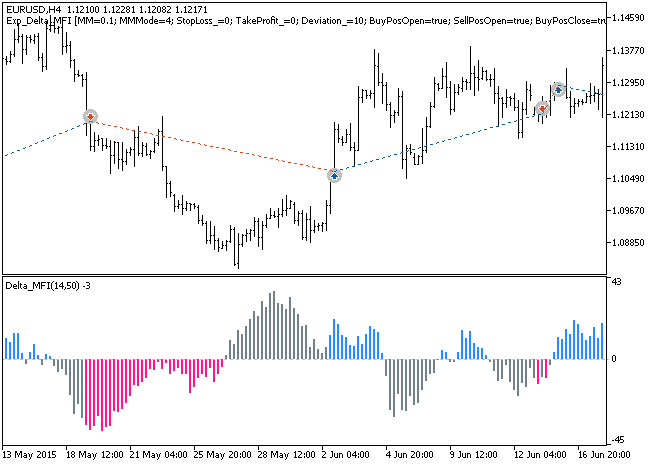 EURUSD,H4 1.12100 1.12281 1.12082 1.12171
Exp_Delta_MFI [MM=0.1; MMMode=4; StopLoss_=0; TakeProfit_=0; Deviation_=10; BuyPosOpen=true; SellPosOpen=true; BuyPosClose=tr
1.14590
1.13770
1.12950
1.12130
1.11310
1.10490
1.09670
1.08850
Delta_MFI(14,50) -3
43
0
-45
13 May 2015 18 May 12:00 21 May 04:00 25 May 20:00 28 May 12:00 2 Jun 04:00 4 Jun 20:00 9 Jun 12:00 12 Jun 04:00 16 Jun 20:00